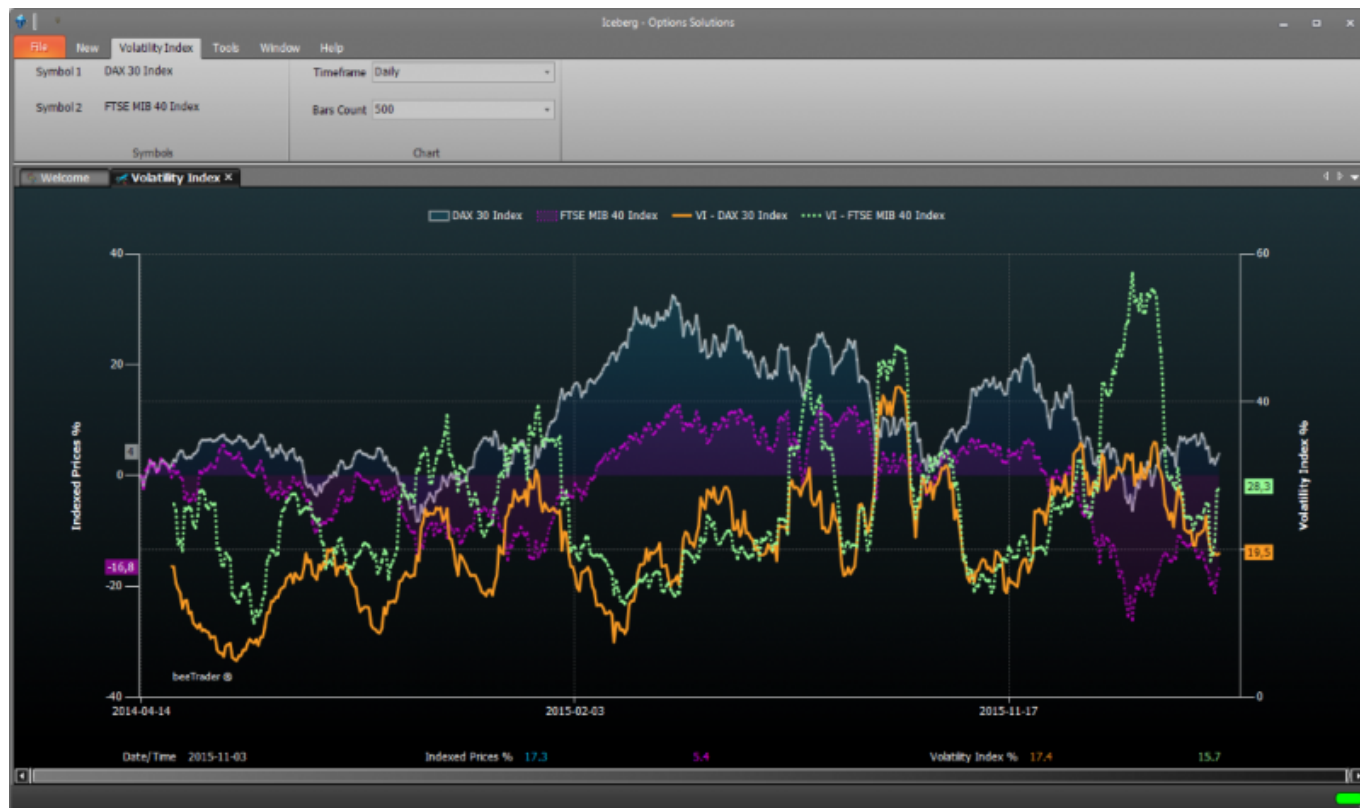 Iceberg - Options Solutions
File New Volatility Index Tools Window Help
Symbol 1 DAX 30 Index Timeframe Daily
Symbol 2 FTSE MIB 40 Index Bars Count 500
Symbols Chart
Welcome Volatility Index
DAX 30 Index FTSE MIB 40 Index VI - DAX 30 Index VI - FTSE MIB 40 Index
40 60
20
40
4
0
Indexed Prices %
Volatility Index %
28,3
19,5
-16,8
-20
beeTrader ®
-40 0
2014-04-14 2015-02-03 2015-11-17
Date/Time 2015-11-03 Indexed Prices % 17.3 5.4 Volatility Index % 17.4 15.7